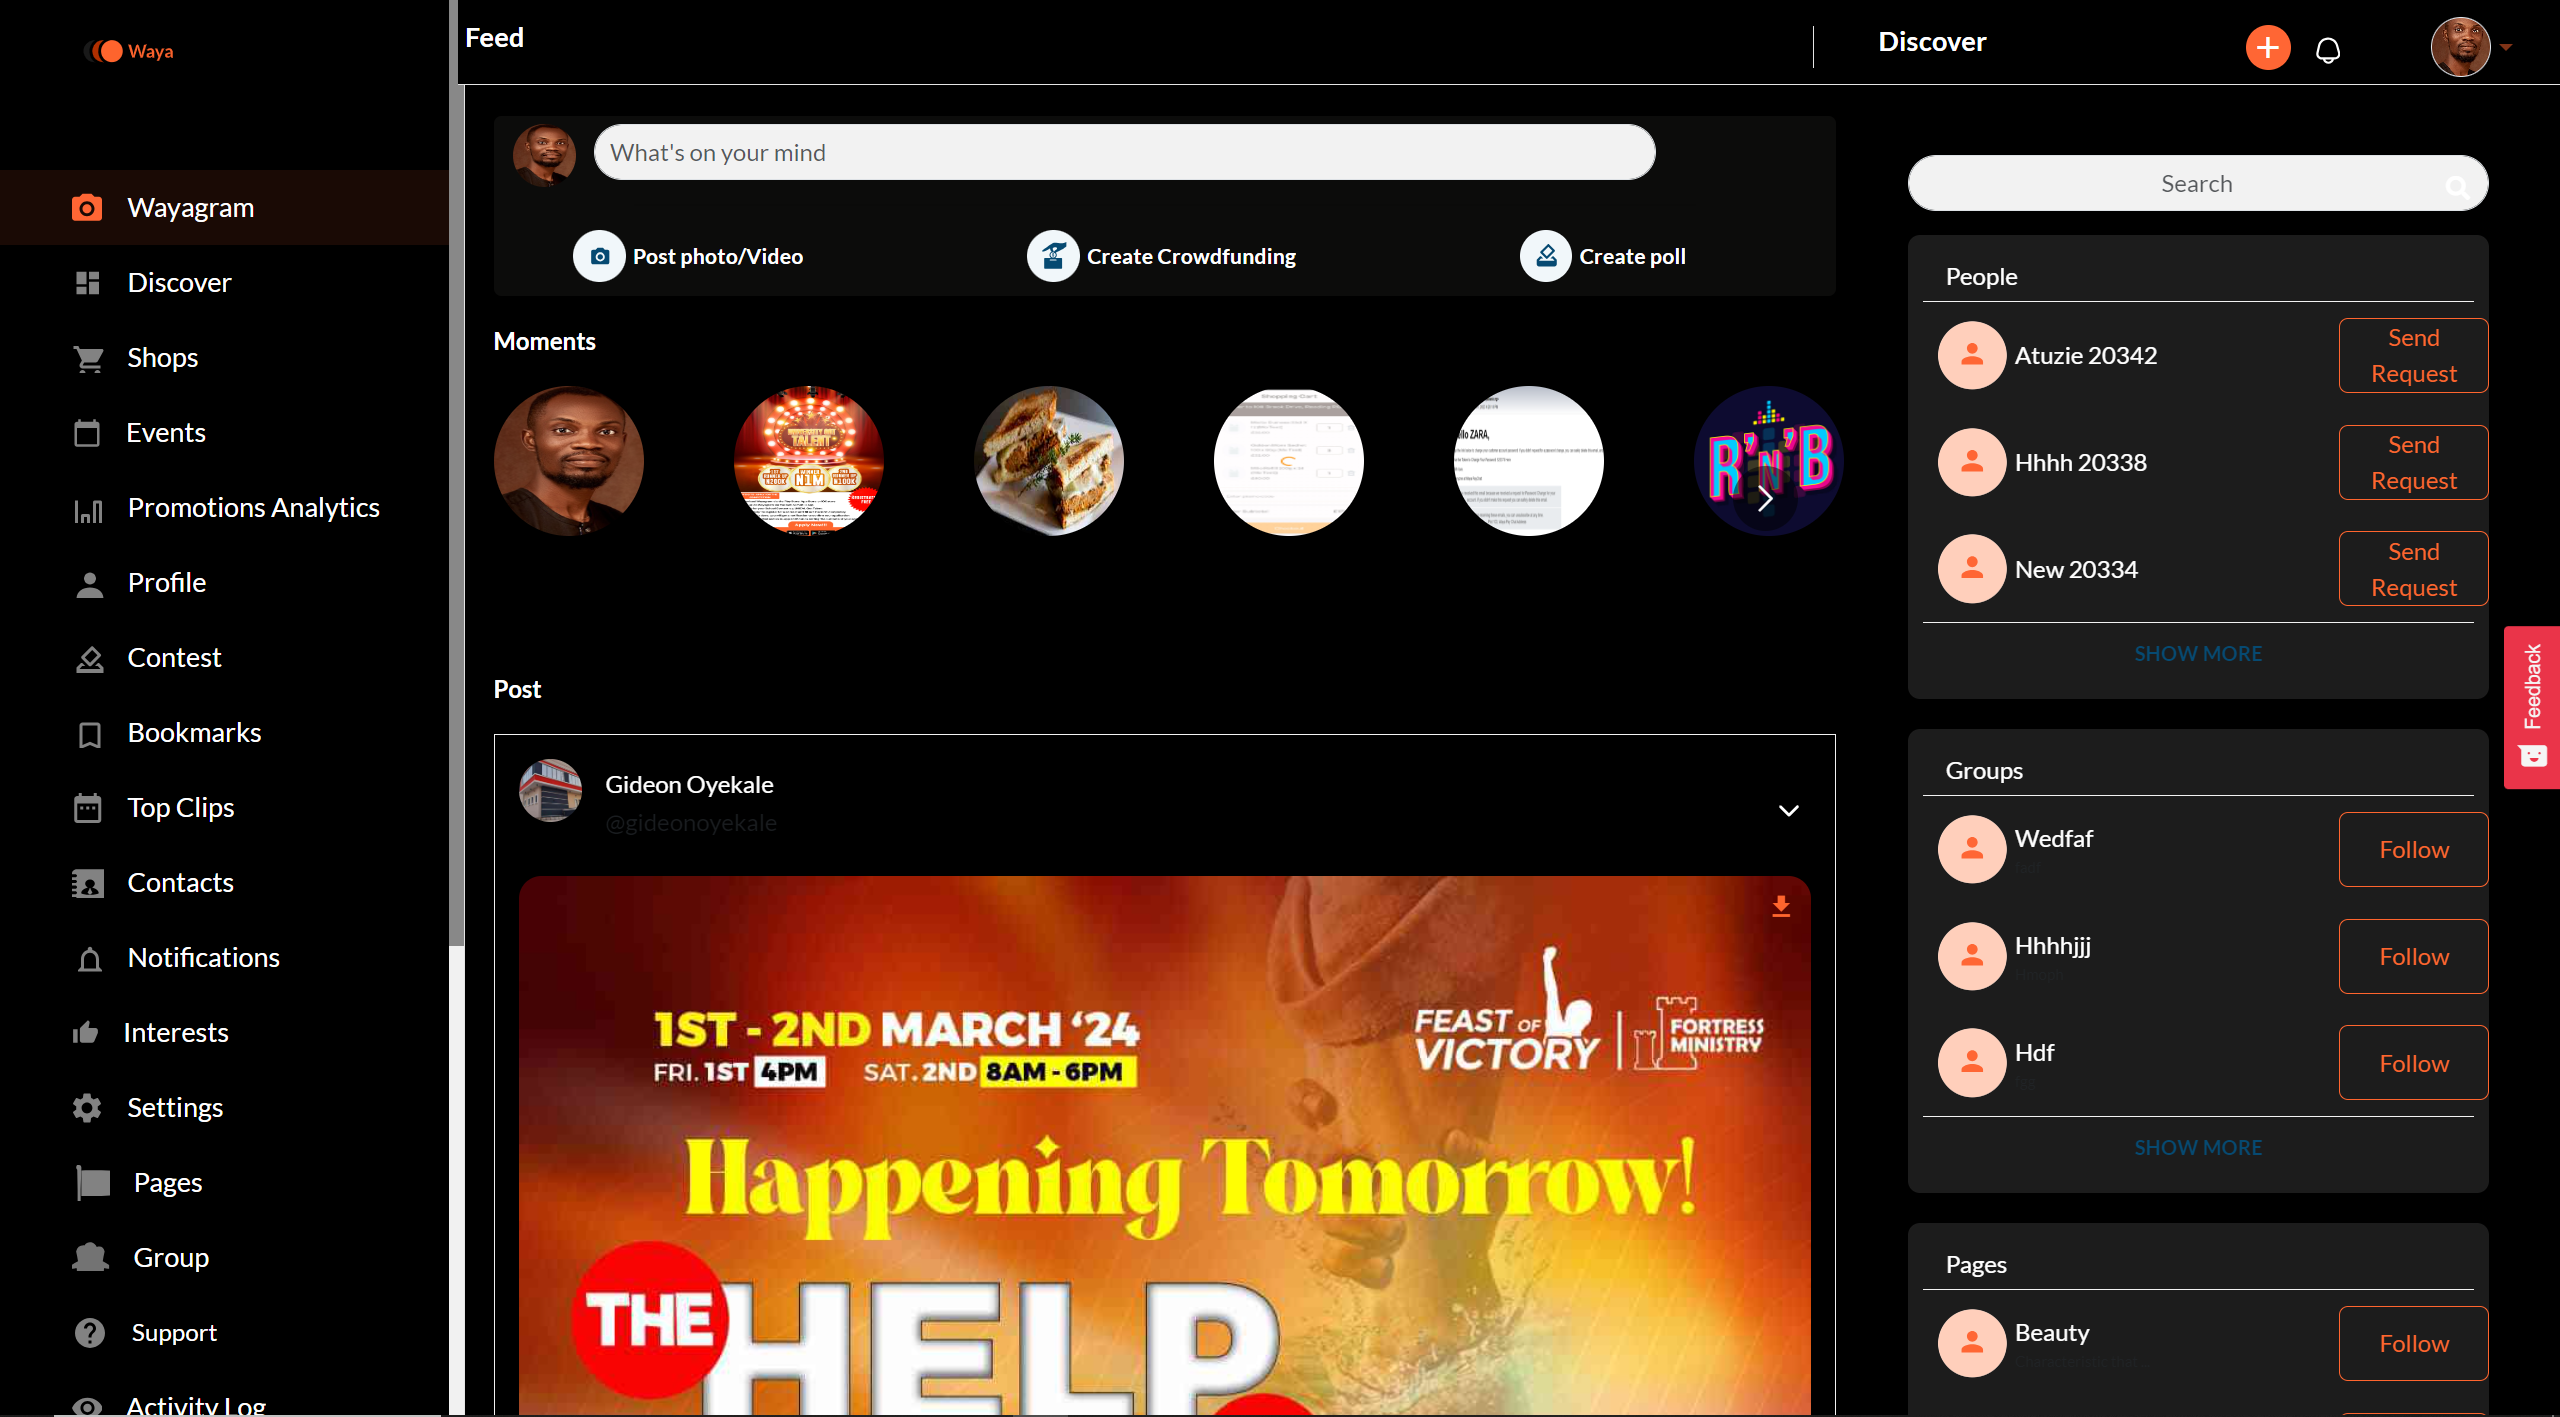 Waya
Feed
Discover
Wayagram
Discover
Shops
Events
Promotions Analytics
Profile
Contest
Bookmarks
Top Clips
Contacts
Notifications
Interests
Settings
Pages
Group
Support
Activity Log
What's on your mind
Post photo/Video
Create Crowdfunding
Create poll
Moments
TALENT
Shopping Cart
ZARA,
R'n'B
Post
Gideon Oyekale
@gideonoyekale
1ST - 2ND MARCH '24
FRI. 1ST 4PM SAT. 2ND 8AM - 6PM
FEAST OF
VICTORY
FORTRESS
MINISTRY
Happening Tomorrow!
THE HELP
Search
People
Atuzie 20342
Send
Request
Hhhh 20338
Send
Request
New 20334
Send
Request
SHOW MORE
Groups
Wedfaf
Follow
Hhhhjjj
Follow
Hdf
Follow
SHOW MORE
Pages
Beauty
Follow
Feedback